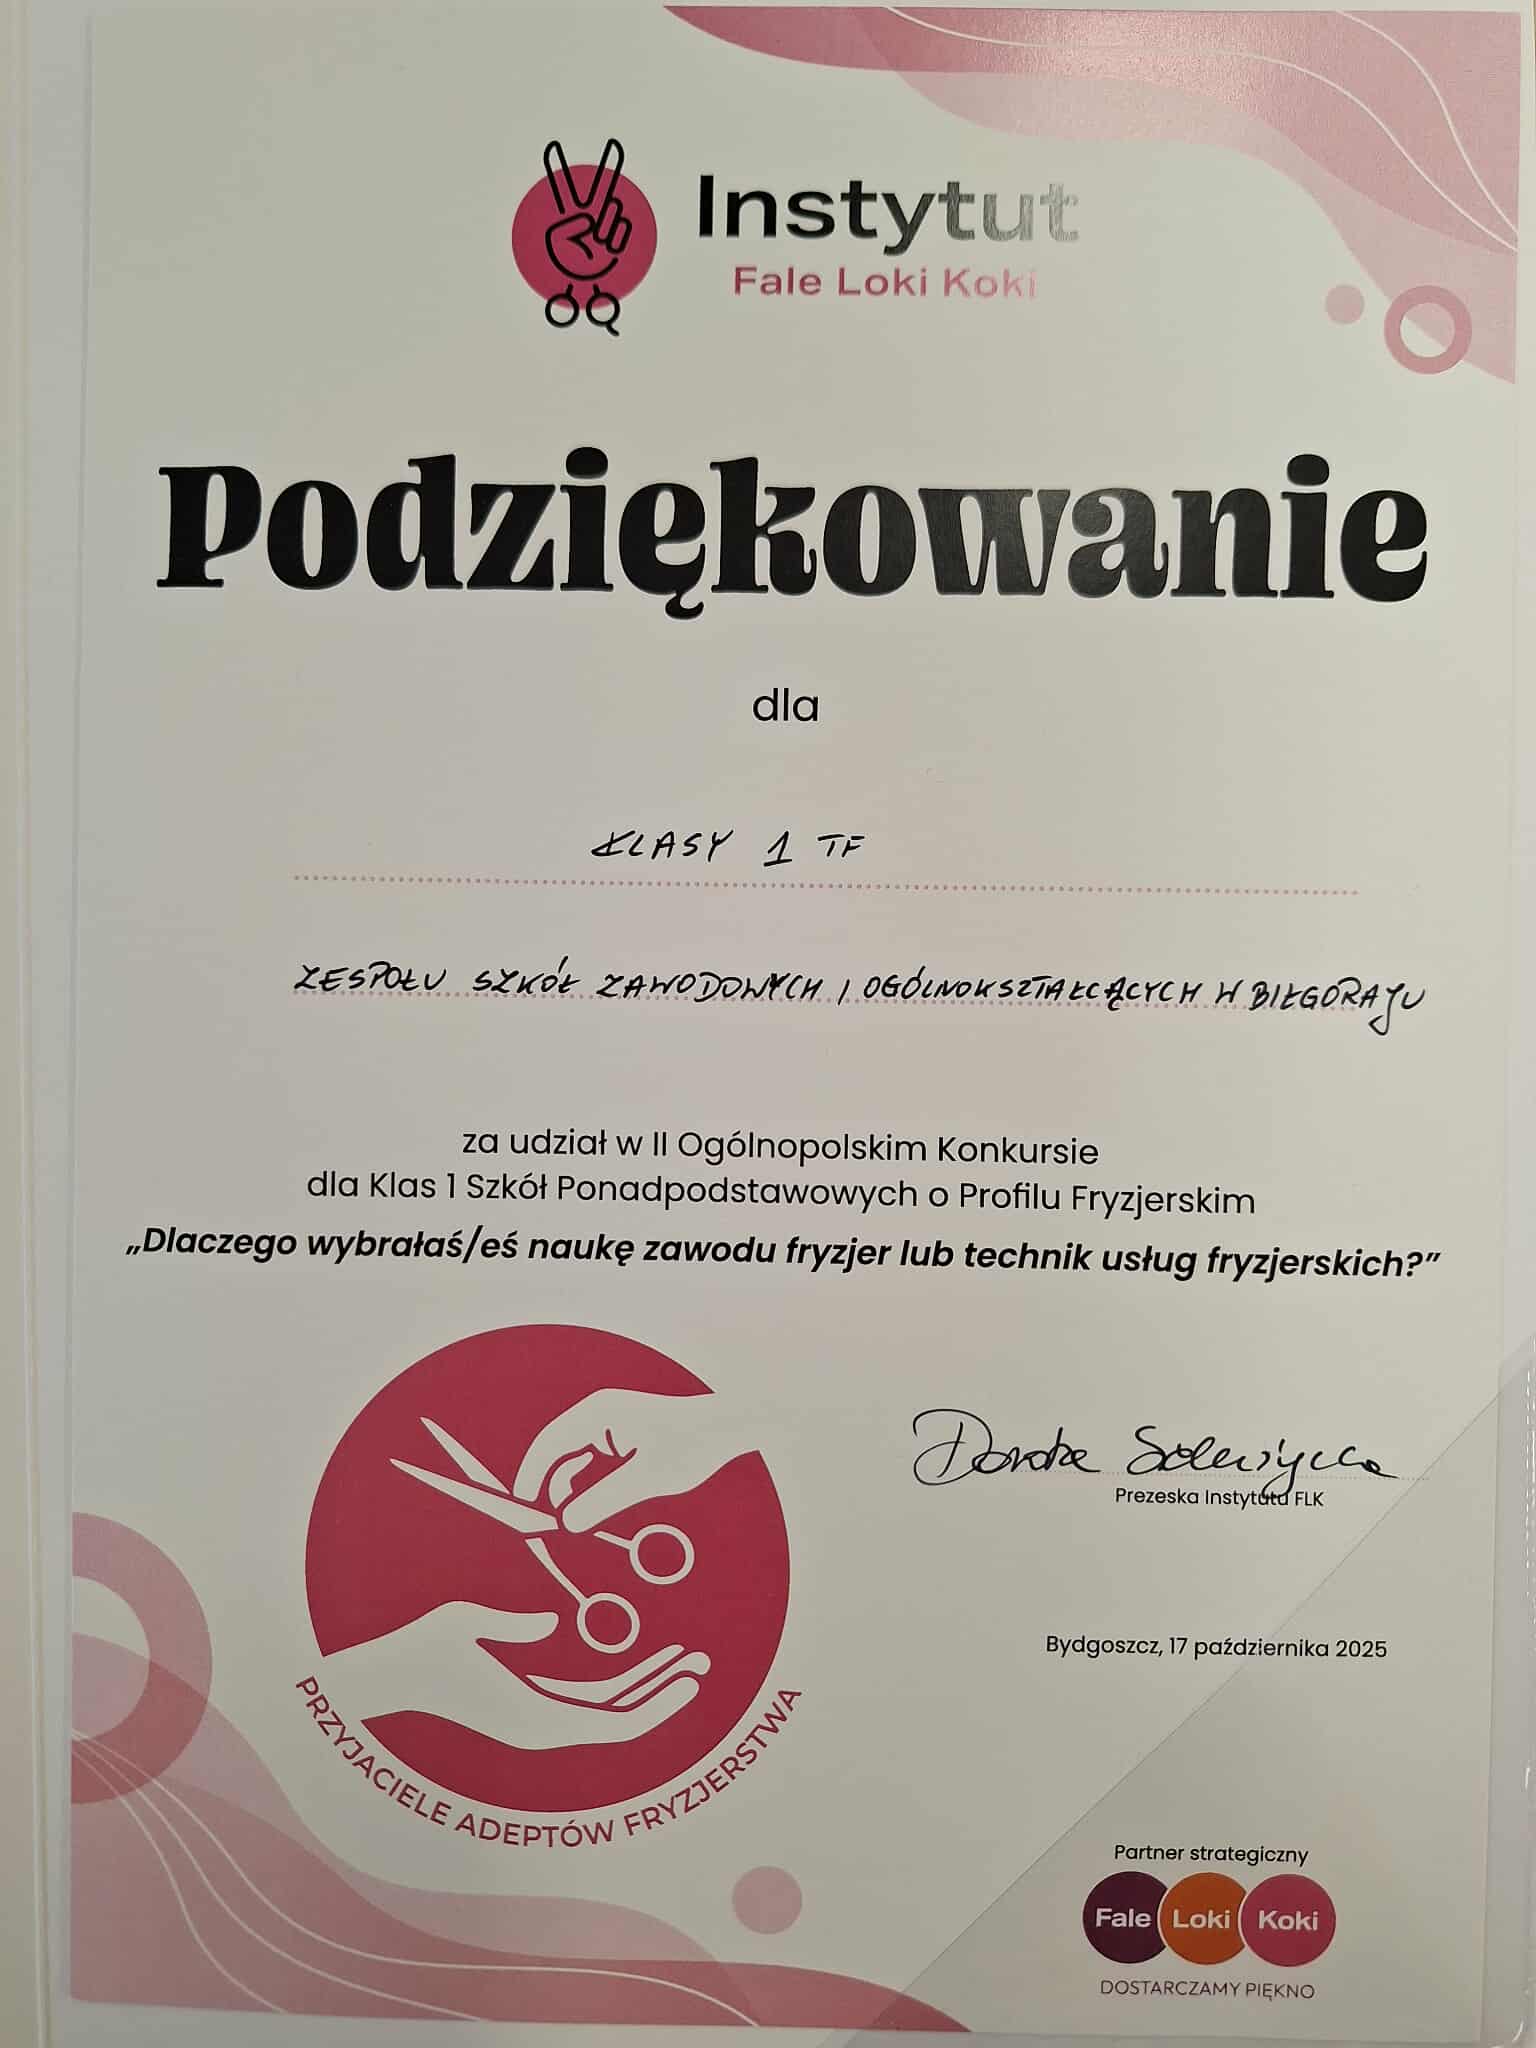 Instytut
Fale Loki Koki
Podziękowanie
dla
KLASY 1 TF
ZESPOŁU SZKÓŁ ZAWODOWYCH I OGÓLNOKSZTAŁCĄCYCH W BIŁGORAJU
za udział w II Ogólnopolskim Konkursie
dla Klas 1 Szkół Ponadpodstawowych o Profilu Fryzjerskim
„Dlaczego wybrałaś/eś naukę zawodu fryzjer lub technik usług fryzjerskich?”
Dorota
Prezeska Instytutu FLK
Bydgoszcz, 17 października 2025
PRZYJACIELE ADEPTÓW FRYZJERSTWA
Partner strategiczny
Fale Loki Koki
DOSTARCZAMY PIĘKNO